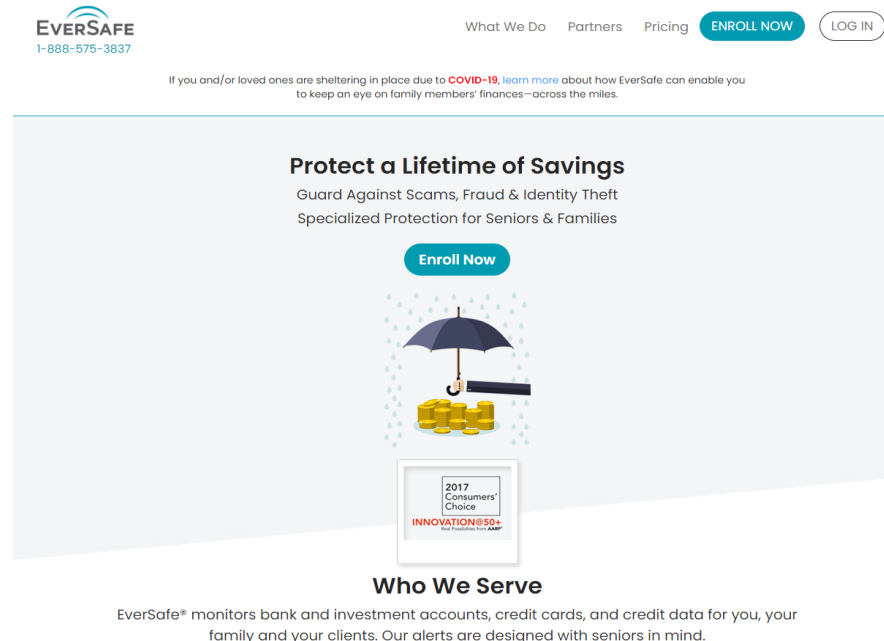 EVERSAFE
1-888-575-3837
What We Do Partners Pricing ENROLL NOW LOG IN
If you and/or loved ones are sheltering in place due to COVID-19, learn more about how EverSafe can enable you
to keep an eye on family members' finances—across the miles.
Protect a Lifetime of Savings
Guard Against Scams, Fraud & Identity Theft
Specialized Protection for Seniors & Families
Enroll Now
2017
Consumers'
Choice
INNOVATION@50+
Real Possibilities from AARP
Who We Serve
EverSafe® monitors bank and investment accounts, credit cards, and credit data for you, your
family and your clients. Our alerts are designed with seniors in mind.